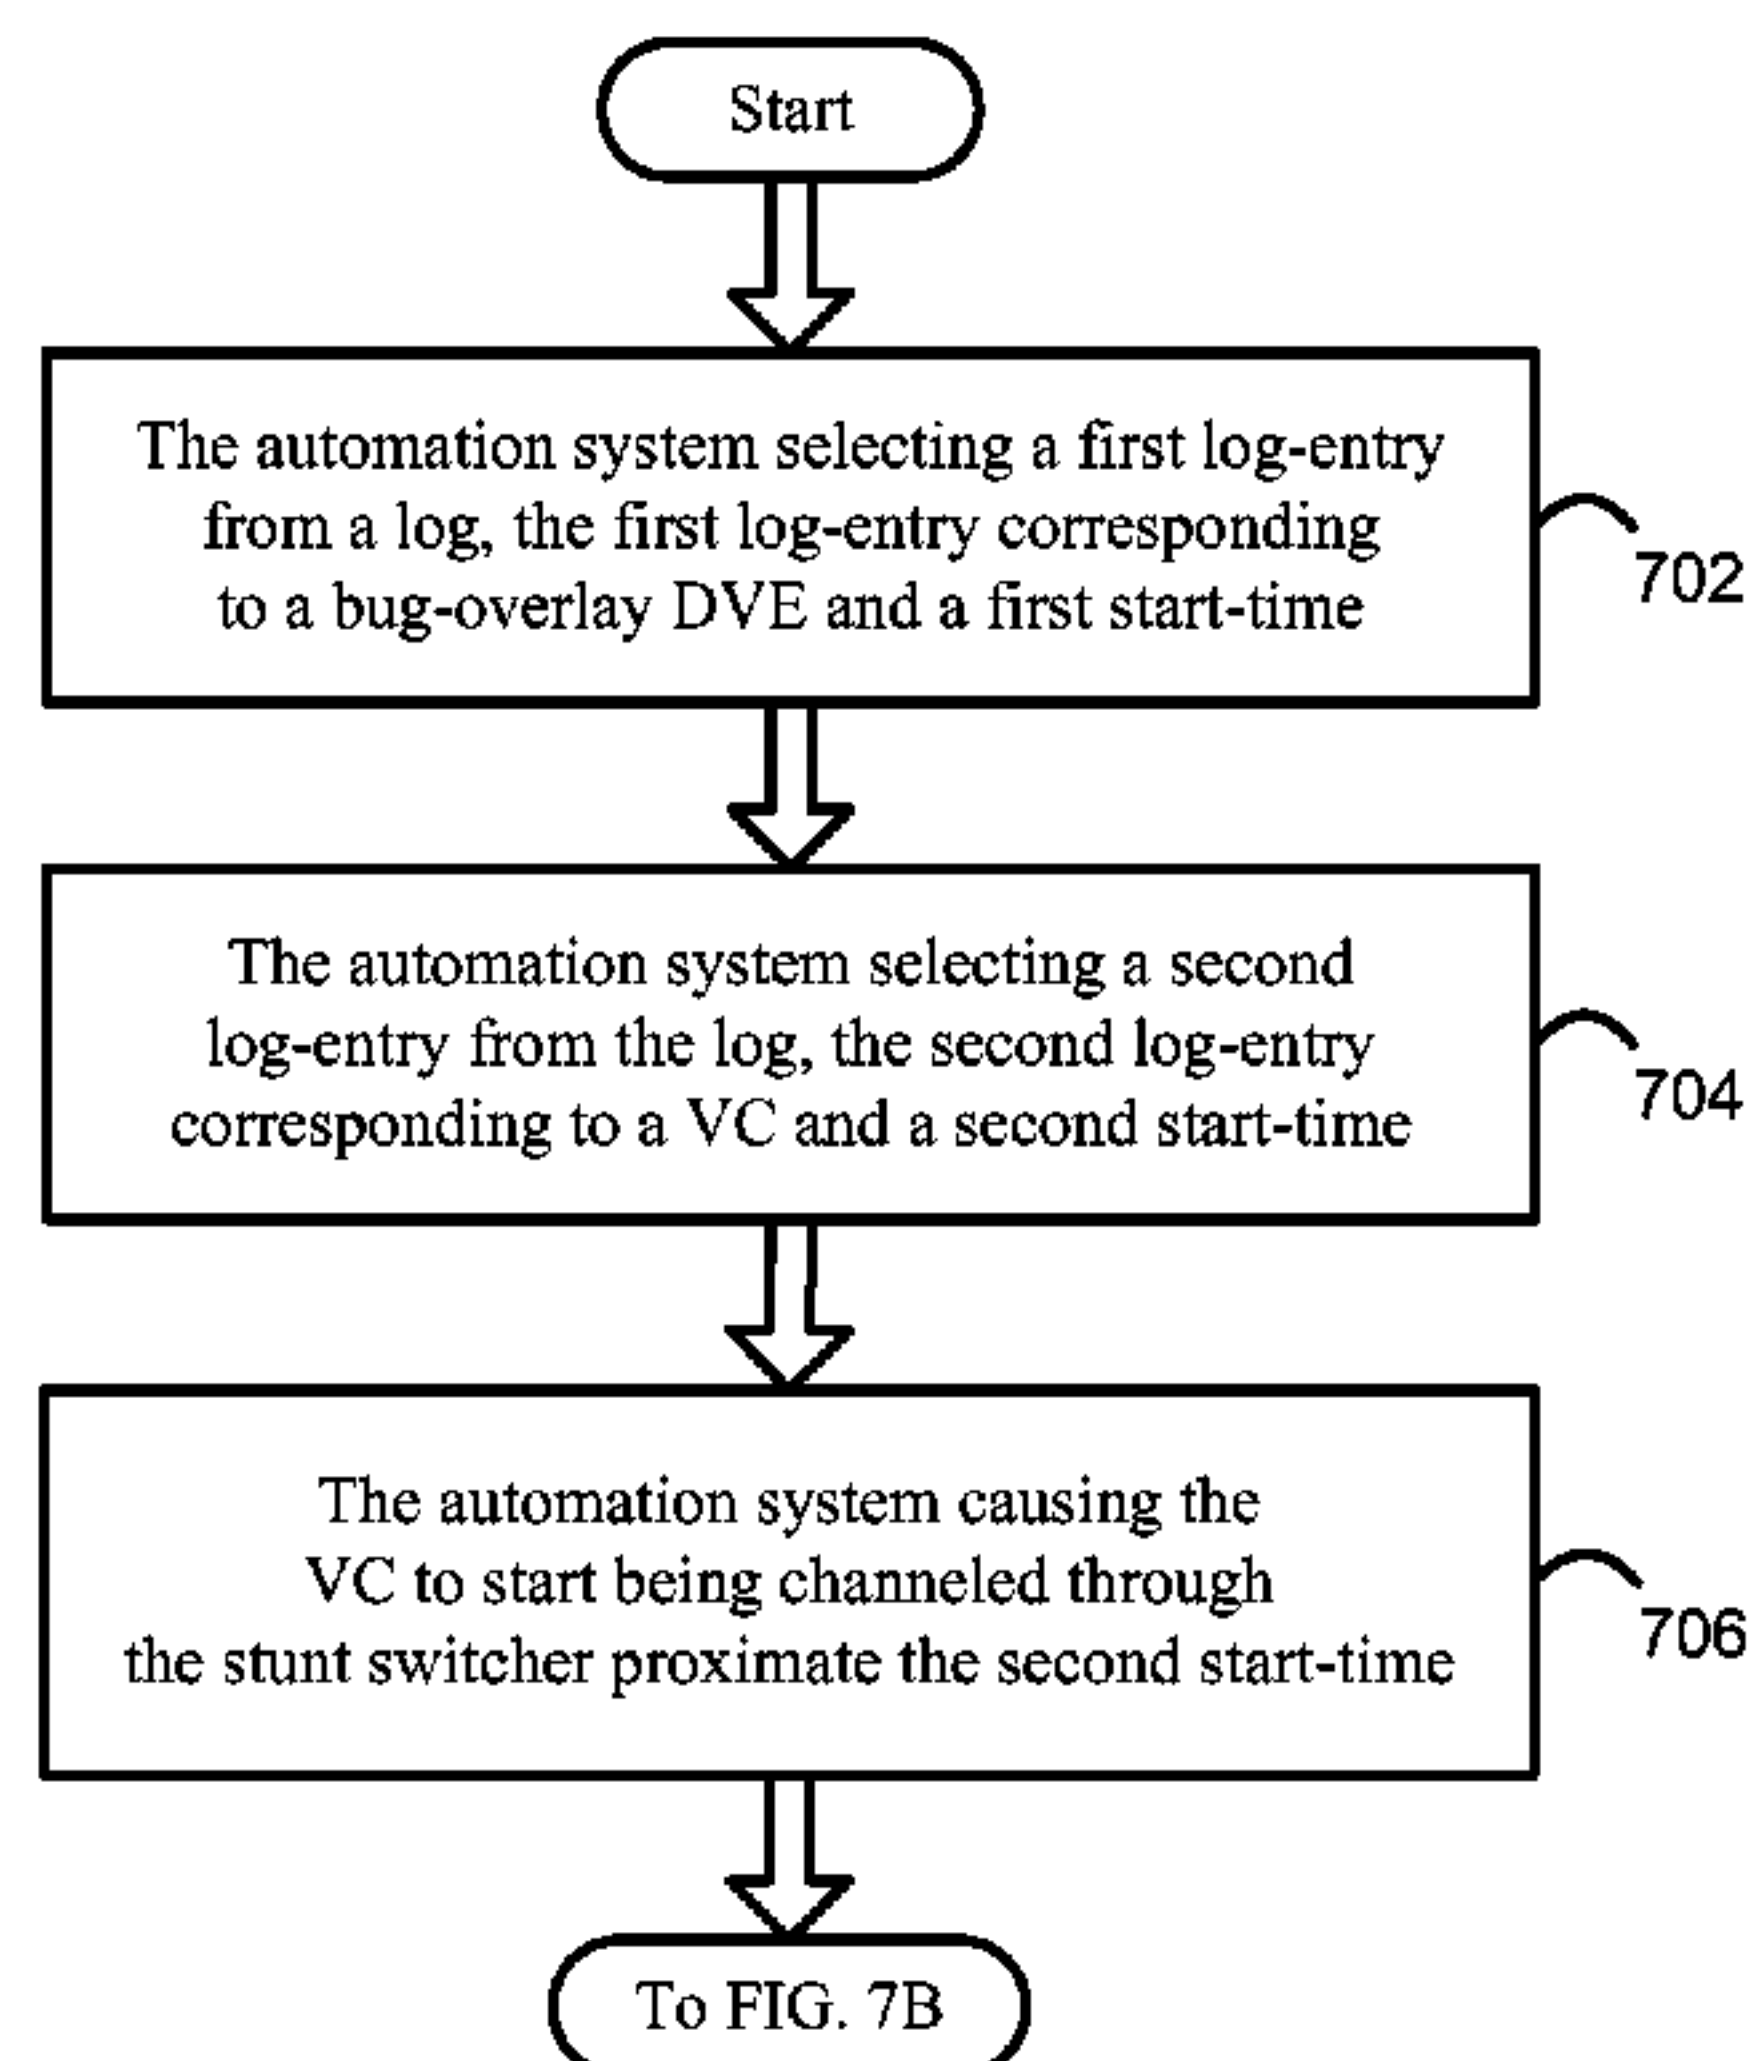 Start
The automation system selecting a first log-entry
from a log, the first log-entry corresponding
to a bug-overlay DVE and a first start-time
702
The automation system selecting a second
log-entry from the log, the second log-entry
corresponding to a VC and a second start-time
704
The automation system causing the
VC to start being channeled through
the stunt switcher proximate the second start-time
706
To FIG. 7B